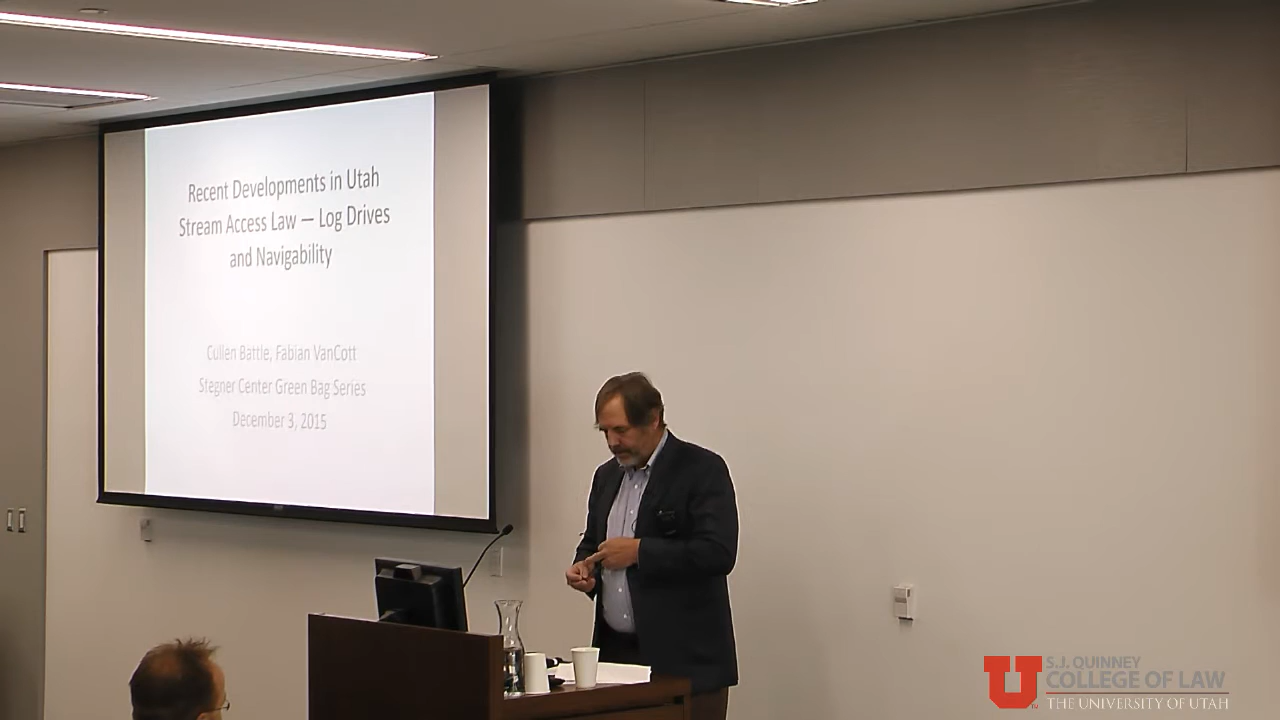 Recent Developments in Utah
Stream Access Law — Log Drives
and Navigability
Cullen Battle, Fabian VanCott
Stegner Center Green Bag Series
December 3, 2015
U
S.J. QUINNEY
COLLEGE OF LAW
THE UNIVERSITY OF UTAH